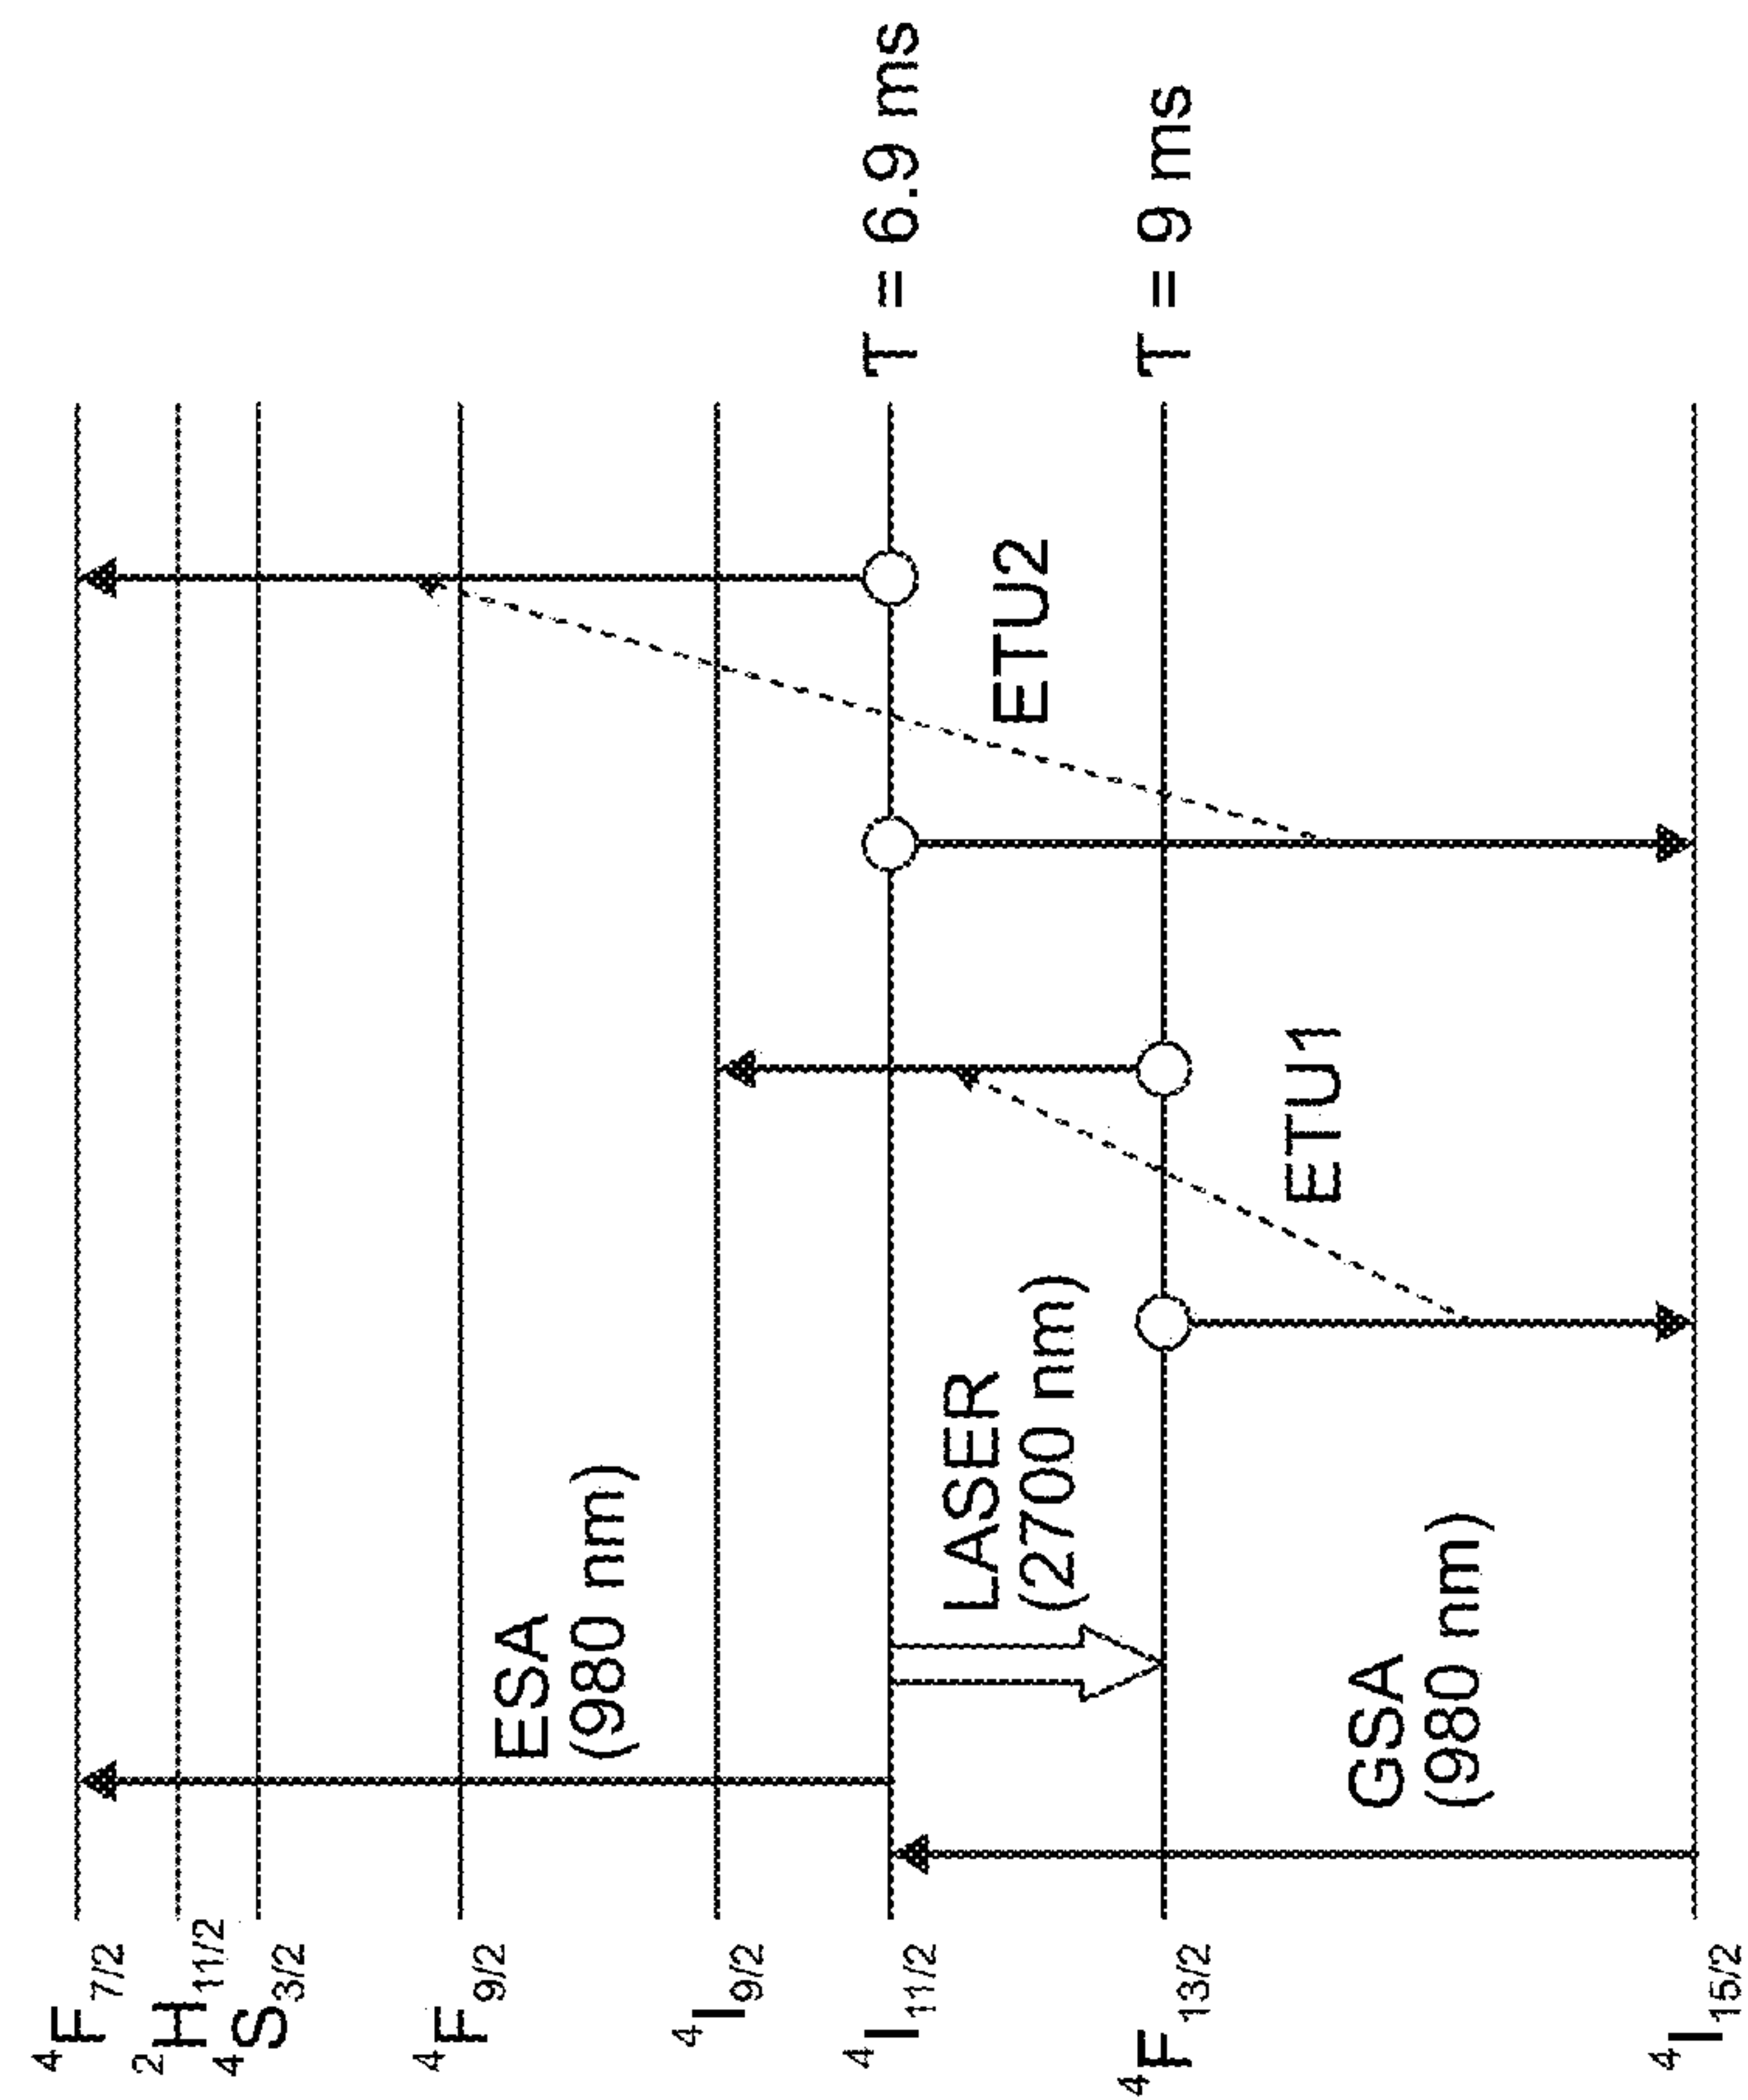 ⁴F₇/₂
²H₁₁/₂
⁴S₃/₂
⁴F₉/₂
⁴I₉/₂
⁴I₁₁/₂
⁴F₁₃/₂
⁴I₁₅/₂
ESA
(980 nm)
LASER
(2700 nm)
GSA
(980 nm)
ETU1
ETU2
T = 6.9 ms
T = 9 ms